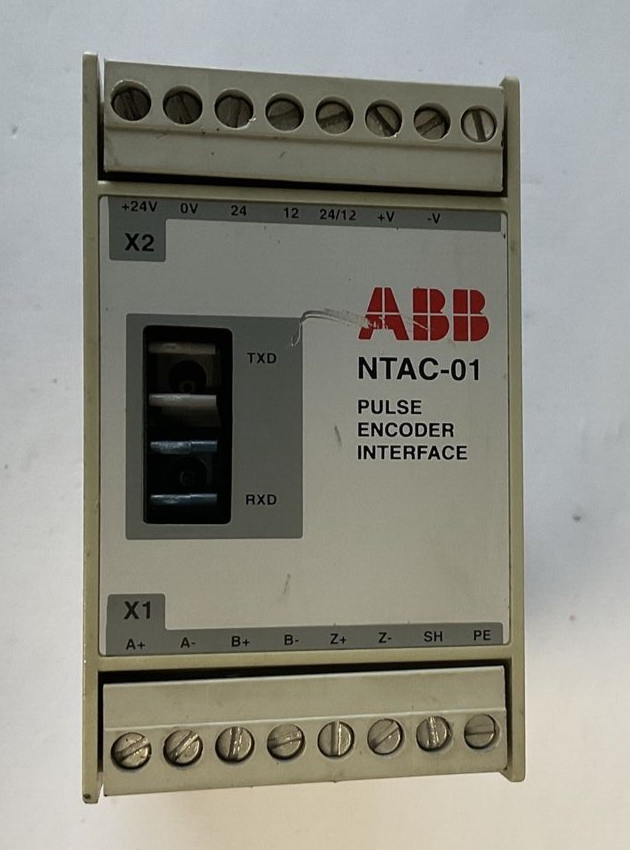 +24V 0V 24 12 24/12 +V -V
X2
ABB
TXD
NTAC-01
PULSE
ENCODER
INTERFACE
RXD
X1
A+ A- B+ B- Z+ Z- SH PE